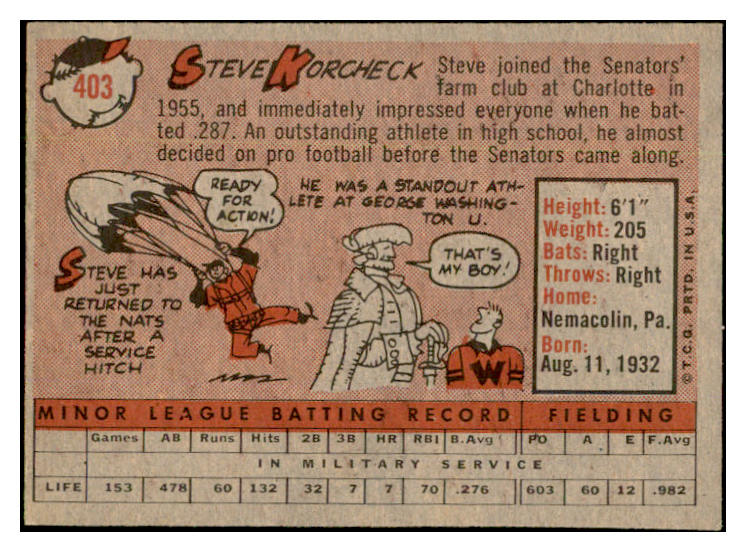 403
STEVE KORCHECK
Steve joined the Senators'
farm club at Charlotte in
1955, and immediately impressed everyone when he bat-
ted .287. An outstanding athlete in high school, he almost
decided on pro football before the Senators came along.
READY
FOR
ACTION!
STEVE HAS
JUST
RETURNED TO
THE NATS
AFTER A
SERVICE
HITCH
HE WAS A STANDOUT ATH-
LETE AT GEORGE WASHING-
TON U.
THAT'S
MY BOY!
W
Height: 6'1"
Weight: 205
Bats: Right
Throws: Right
Home:
Nemacolin, Pa.
Born:
Aug. 11, 1932
© T.C.G. PRTD. IN U.S.A.
MINOR LEAGUE BATTING RECORD FIELDING
Games AB Runs Hits 2B 3B HR RBI B.Avg PO A E F.Avg
IN MILITARY SERVICE
LIFE 153 478 60 132 32 7 7 70 .276 603 60 12 .982